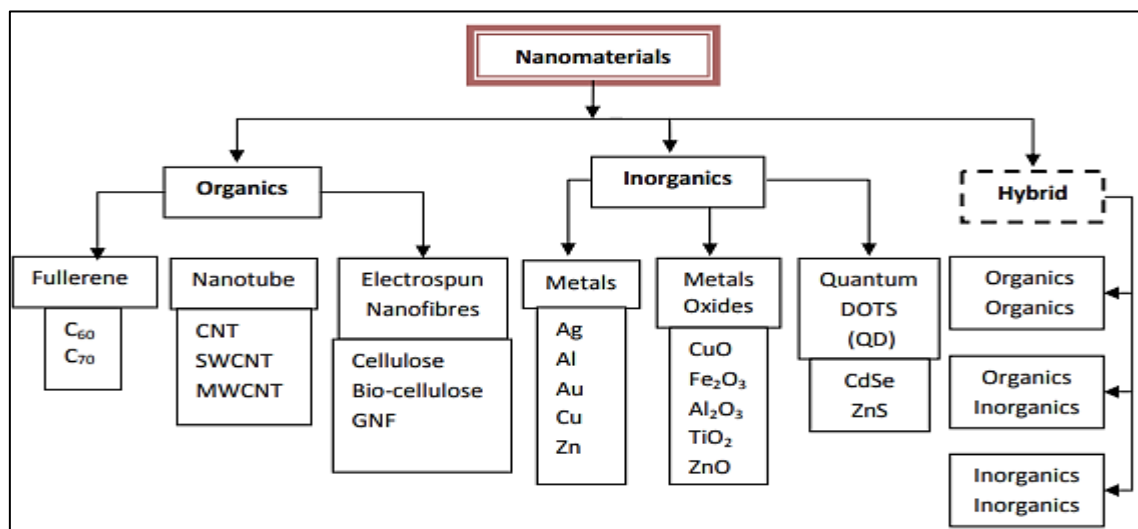 Nanomaterials
Organics
Inorganics
Hybrid
Fullerene
C₆₀
C₇₀
Nanotube
CNT
SWCNT
MWCNT
Electrospun
Nanofibres
Cellulose
Bio-cellulose
GNF
Metals
Ag
Al
Au
Cu
Zn
Metals
Oxides
CuO
Fe₂O₃
Al₂O₃
TiO₂
ZnO
Quantum
DOTS
(QD)
CdSe
ZnS
Organics
Organics
Organics
Inorganics
Inorganics
Inorganics